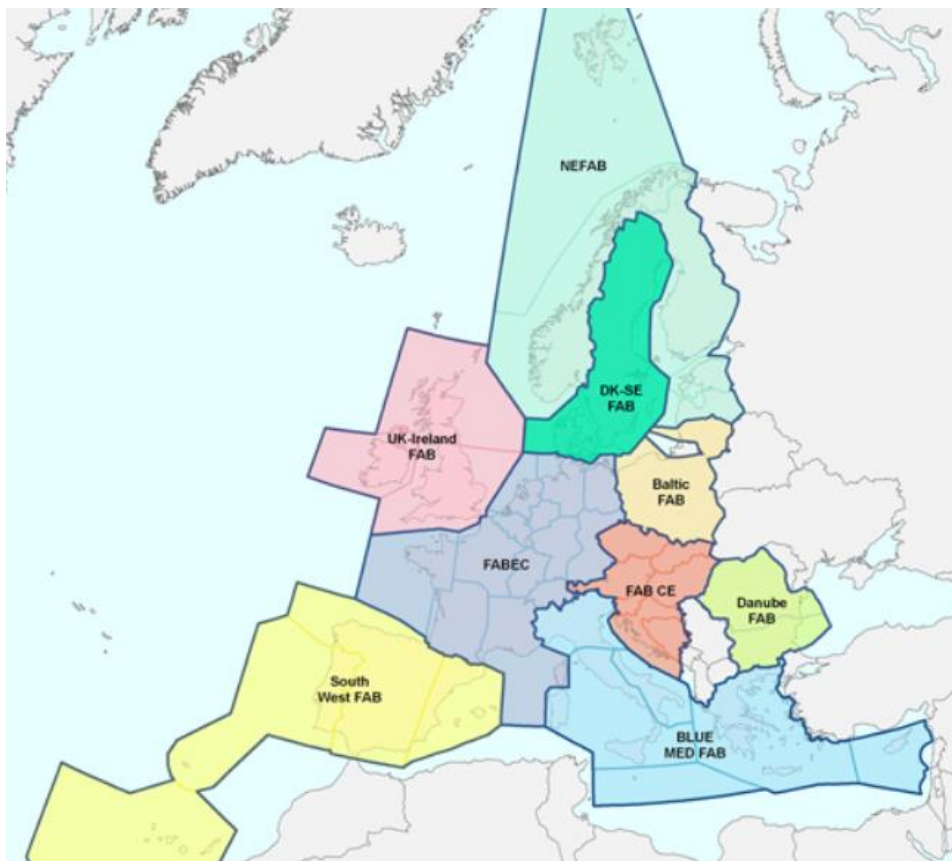 NEFAB
DK-SE
FAB
UK-Ireland
FAB
Baltic
FAB
FABEC
FAB CE
Danube
FAB
South
West FAB
BLUE
MED FAB